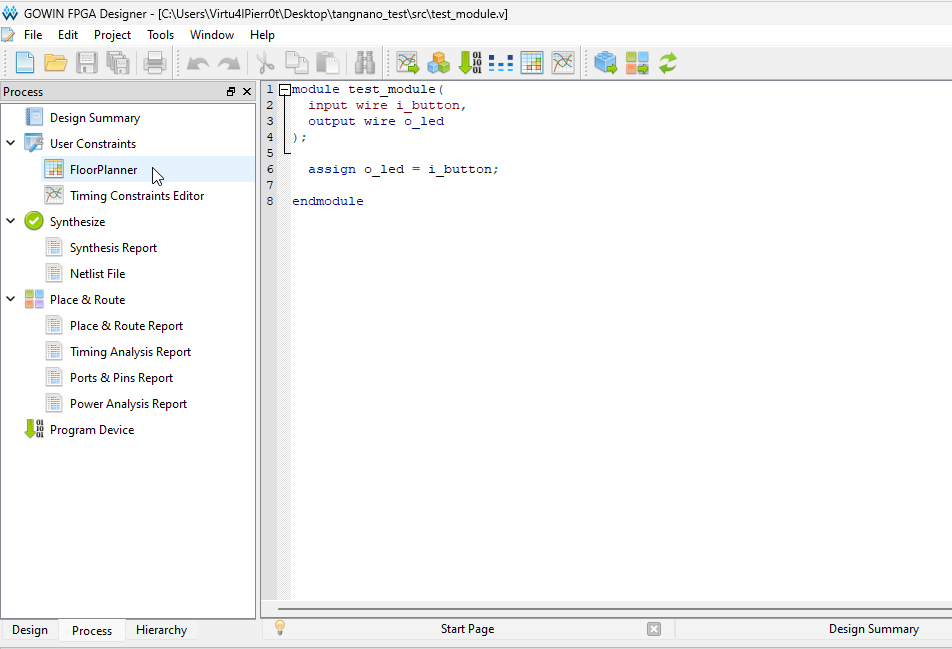 GOWIN FPGA Designer - [C:\Users\Virtu4lPierr0t\Desktop\tangnano_test\src\test_module.v]
File Edit Project Tools Window Help
Process
Design Summary
User Constraints
FloorPlanner
Timing Constraints Editor
Synthesize
Synthesis Report
Netlist File
Place & Route
Place & Route Report
Timing Analysis Report
Ports & Pins Report
Power Analysis Report
Program Device
1 module test_module(
2 input wire i_button,
3 output wire o_led
4 );
5
6 assign o_led = i_button;
7
8 endmodule
Design Process Hierarchy
Start Page Design Summary